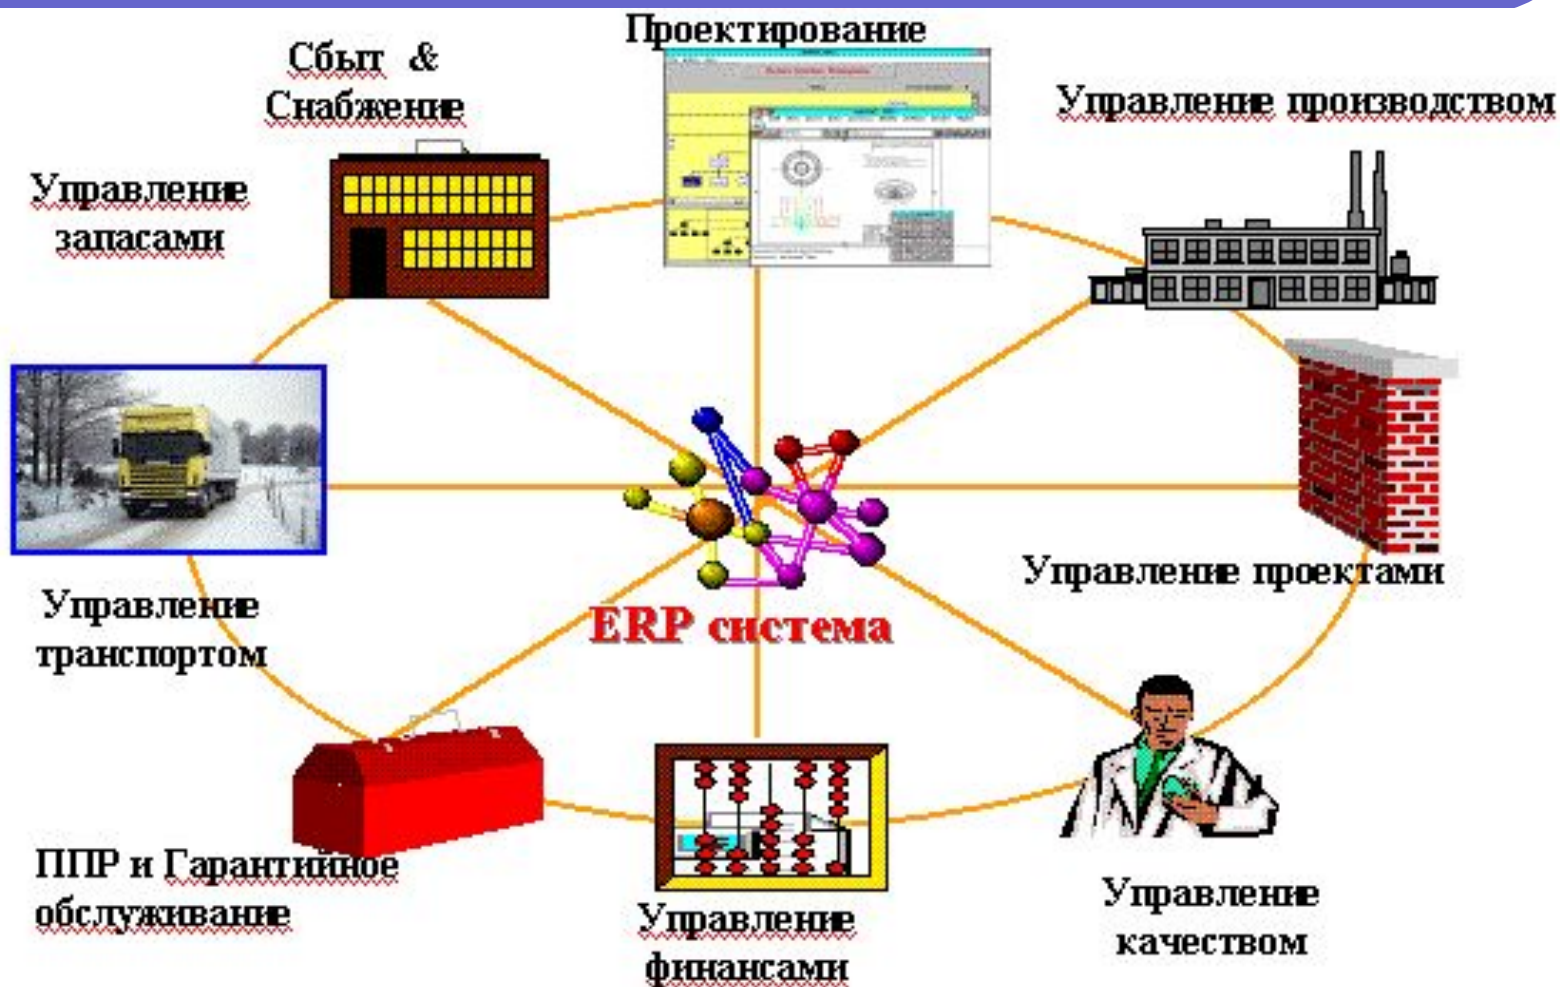 Проектирование
Сбыт &
Снабжение
Управление производством
Управление
запасами
Управление проектами
Управление
транспортом
ERP система
ППР и Гарантийное
обслуживание
Управление
финансами
Управление
качеством